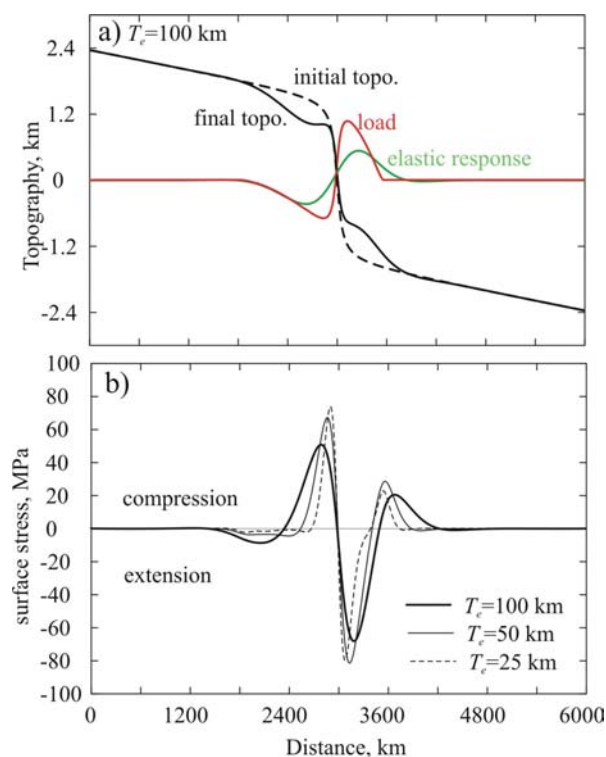 a) Te=100 km
2.4
initial topo.
1.2
final topo.
load
elastic response
0
-1.2
-2.4
Topography, km
b)
100
80
60
40
20
0
-20
-40
-60
-80
-100
surface stress, MPa
compression
extension
Te=100 km
Te=50 km
Te=25 km
0 1200 2400 3600 4800 6000
Distance, km